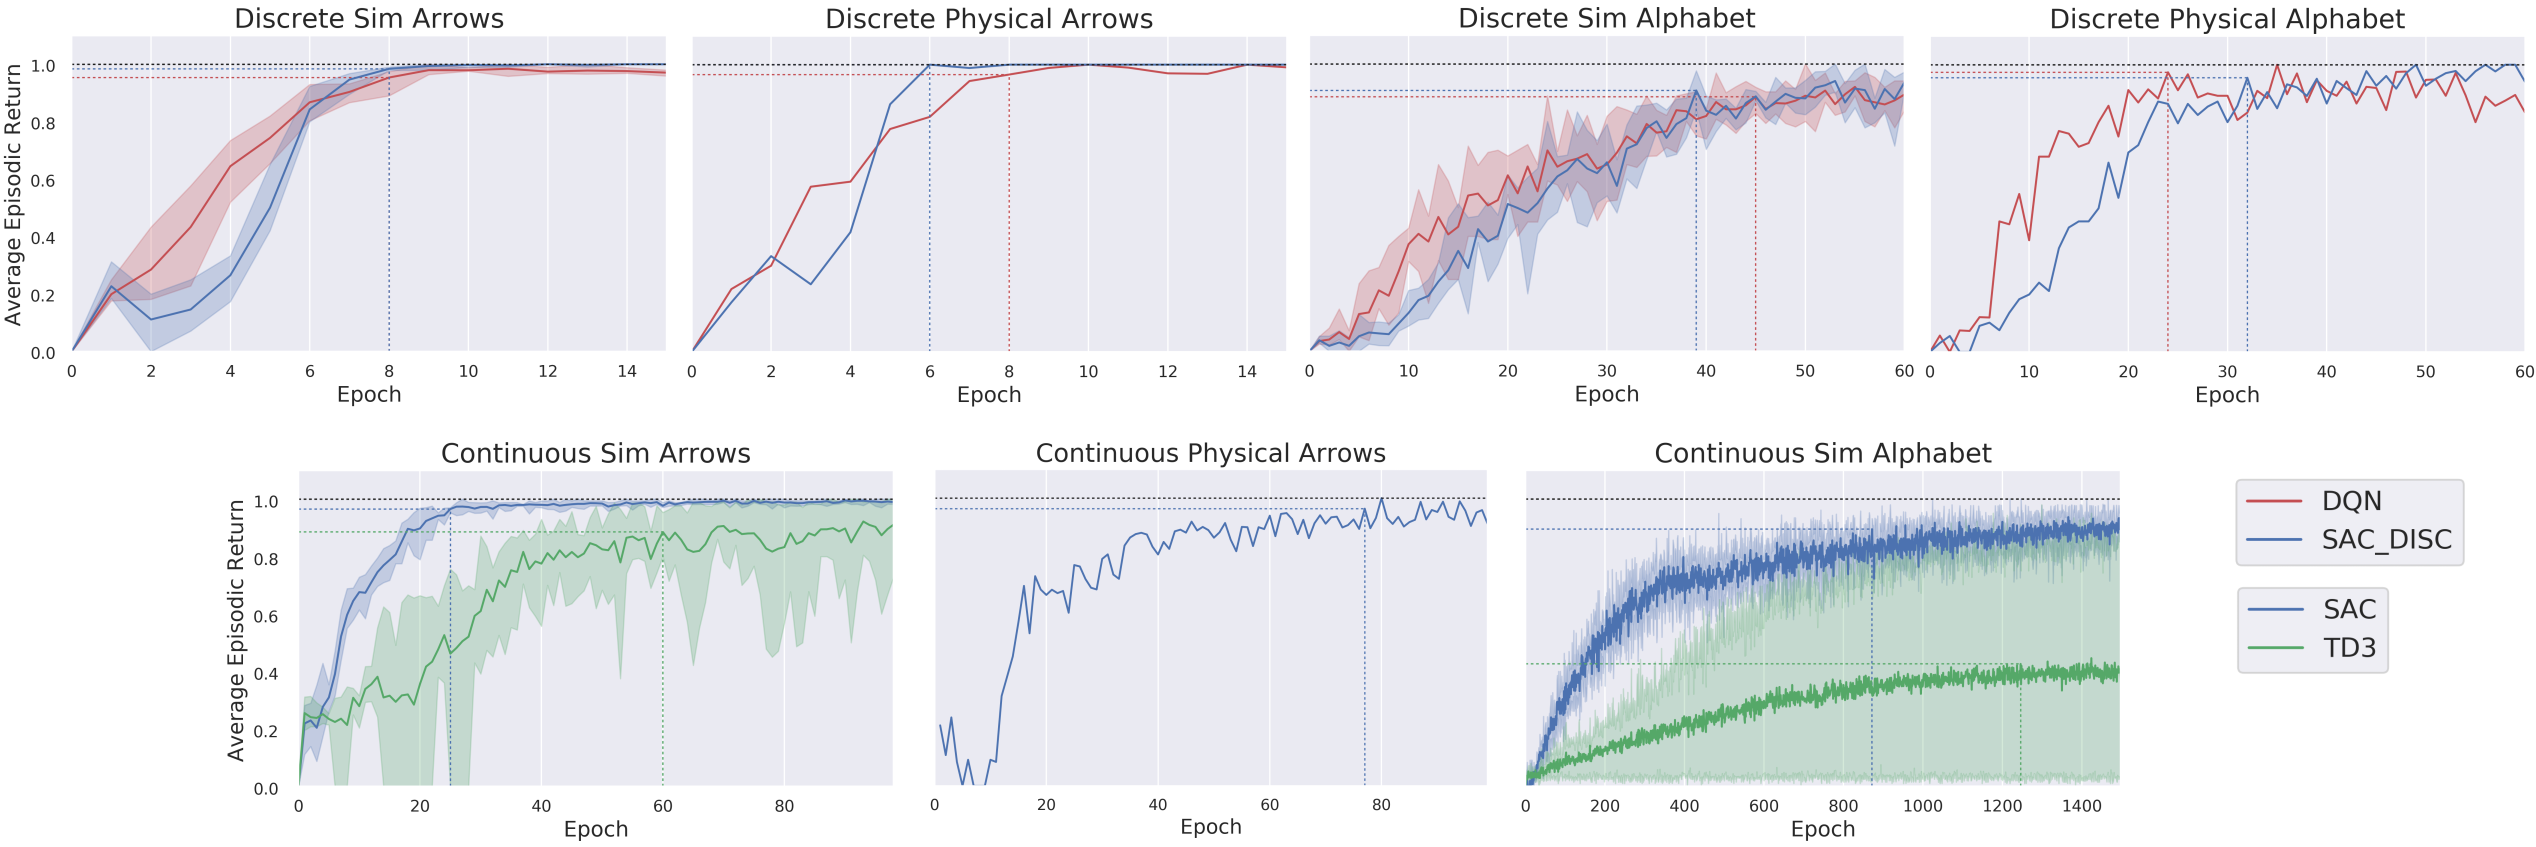 Discrete Sim Arrows
Discrete Physical Arrows
Discrete Sim Alphabet
Discrete Physical Alphabet
Average Episodic Return
1.0
0.8
0.6
0.4
0.2
0.0
0 2 4 6 8 10 12 14
0 2 4 6 8 10 12 14
0 10 20 30 40 50 60
0 10 20 30 40 50 60
Epoch
Epoch
Epoch
Epoch
Continuous Sim Arrows
Continuous Physical Arrows
Continuous Sim Alphabet
Average Episodic Return
1.0
0.8
0.6
0.4
0.2
0.0
0 20 40 60 80
0 20 40 60 80
0 200 400 600 800 1000 1200 1400
Epoch
Epoch
Epoch
DQN
SAC_DISC
SAC
TD3